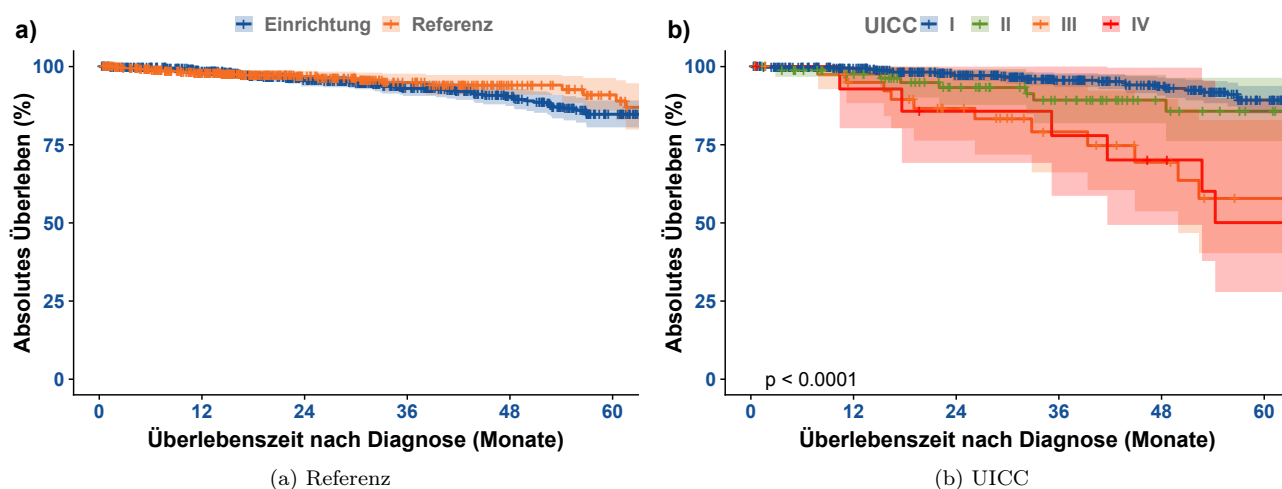 a)
Einrichtung Referenz
Absolutes Überleben (%)
100
75
50
25
0
0 12 24 36 48 60
Überlebenszeit nach Diagnose (Monate)
(a) Referenz
b)
UICC I II III IV
Absolutes Überleben (%)
100
75
50
25
0
p < 0.0001
0 12 24 36 48 60
Überlebenszeit nach Diagnose (Monate)
(b) UICC